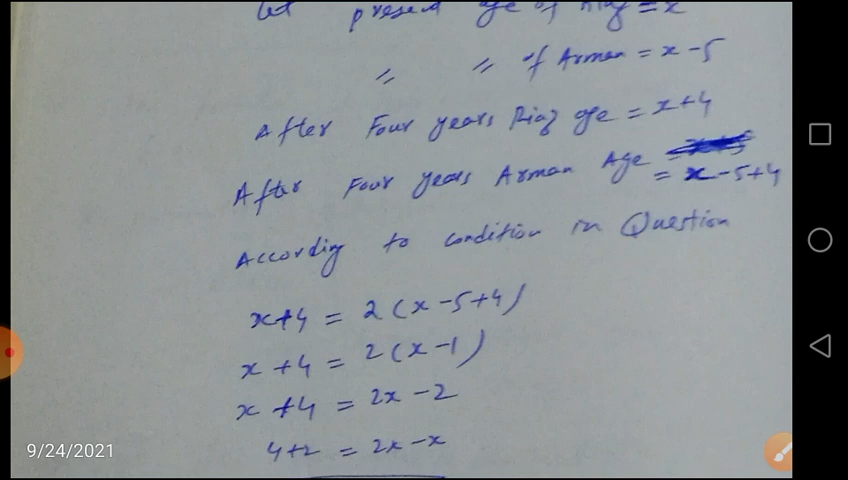 Let present age of Riaz = x
〃 〃 of Arman = x - 5
After Four years Riaz age = x+4
After Four years Arman Age
= x - 5+4
According to condition in Question
x+4 = 2(x-5+4)
x+4 = 2(x-1)
x+4 = 2x-2
4+2 = 2x-x
9/24/2021